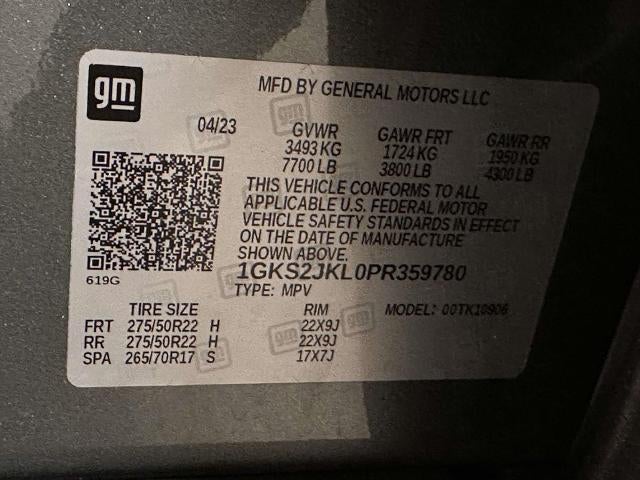 gm
MFD BY GENERAL MOTORS LLC
04/23 GVWR GAWR FRT GAWR RR
3493 KG 1724 KG 1950 KG
7700 LB 3800 LB 4300 LB
THIS VEHICLE CONFORMS TO ALL
APPLICABLE U.S. FEDERAL MOTOR
VEHICLE SAFETY STANDARDS IN EFFECT
ON THE DATE OF MANUFACTURE
SHOWN ABOVE.
1GKS2JKL0PR359780
619G
TYPE: MPV
TIRE SIZE RIM MODEL: 00TK10906
FRT 275/50R22 H 22X9J
RR 275/50R22 H 22X9J
SPA 265/70R17 S 17X7J